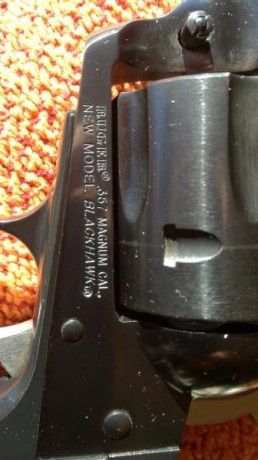 RUGER® .357 MAGNUM CAL.
NEW MODEL BLACKHAWK®